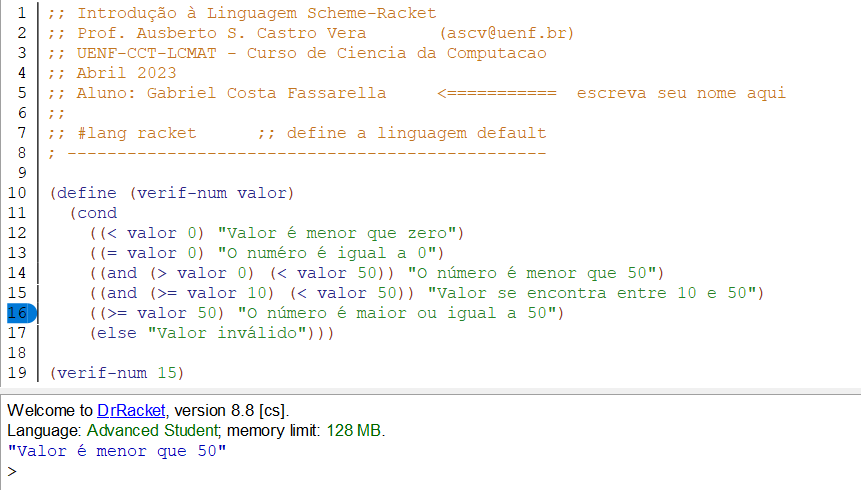 1 ;; Introdução à Linguagem Scheme-Racket
2 ;; Prof. Ausberto S. Castro Vera (ascv@uenf.br)
3 ;; UENF-CCT-LCMAT - Curso de Ciencia da Computacao
4 ;; Abril 2023
5 ;; Aluno: Gabriel Costa Fassarella <=========== escreva seu nome aqui
6 ;;
7 ;; #lang racket ;; define a linguagem default
8 ; -----------------------------------------------
9
10 (define (verif-num valor)
11 (cond
12 ((< valor 0) "Valor é menor que zero")
13 ((= valor 0) "O numéro é igual a 0")
14 ((and (> valor 0) (< valor 50)) "O número é menor que 50")
15 ((and (>= valor 10) (< valor 50)) "Valor se encontra entre 10 e 50")
16 ((>= valor 50) "O número é maior ou igual a 50")
17 (else "Valor inválido")))
18
19 (verif-num 15)
Welcome to DrRacket, version 8.8 [cs].
Language: Advanced Student; memory limit: 128 MB.
"Valor é menor que 50"
>